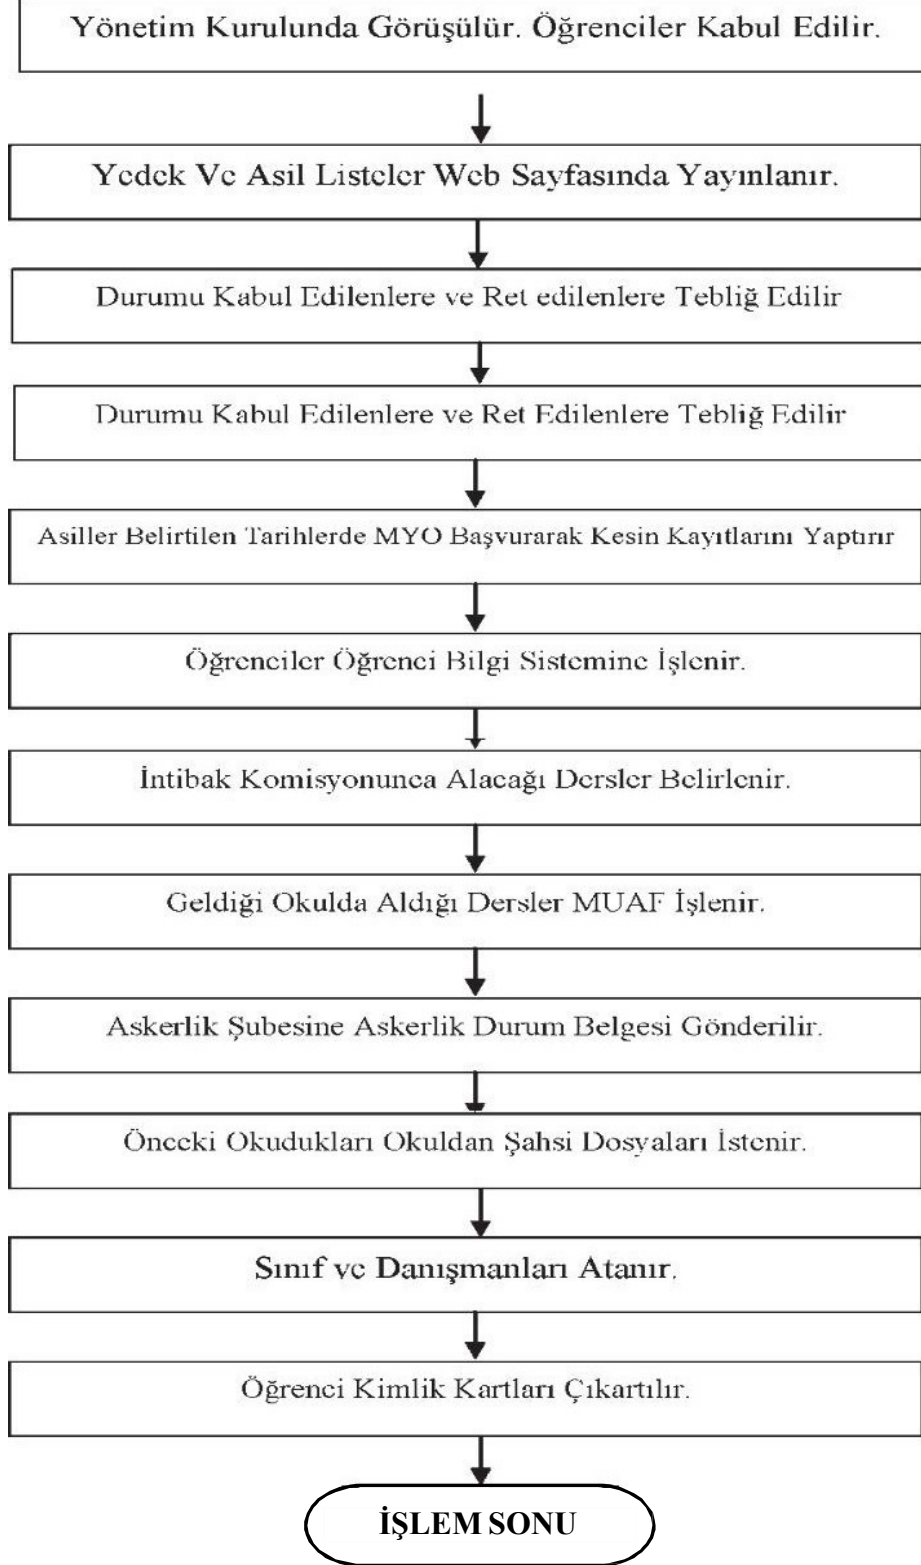 Yönetim Kurulunda Görüşülür. Öğrenciler Kabul Edilir.
Yedek Ve Asil Listeler Web Sayfasında Yayınlanır.
Durumu Kabul Edilenlere ve Ret edilenlere Tebliğ Edilir
Durumu Kabul Edilenlere ve Ret Edilenlere Tebliğ Edilir
Asiller Belirtilen Tarihlerde MYO Başvurarak Kesin Kayıtlarını Yaptırır
Öğrenciler Öğrenci Bilgi Sistemine İşlenir.
İntibak Komisyonunca Alacağı Dersler Belirlenir.
Geldiği Okulda Aldığı Dersler MUAF İşlenir.
Askerlik Şubesine Askerlik Durum Belgesi Gönderilir.
Önceki Okudukları Okuldan Şahsi Dosyaları İstenir.
Sınıf ve Danışmanları Atanır.
Öğrenci Kimlik Kartları Çıkartılır.
İŞLEM SONU